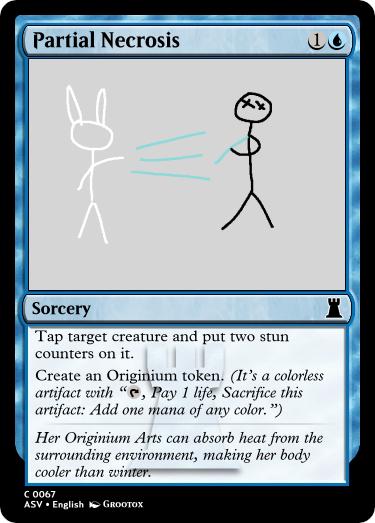 Partial Necrosis 1
Sorcery
Tap target creature and put two stun
counters on it.
Create an Originium token. (It's a colorless
artifact with “, Pay 1 life, Sacrifice this
artifact: Add one mana of any color.”)
Her Originium Arts can absorb heat from the
surrounding environment, making her body
cooler than winter.
C 0067
ASV • English Grootox